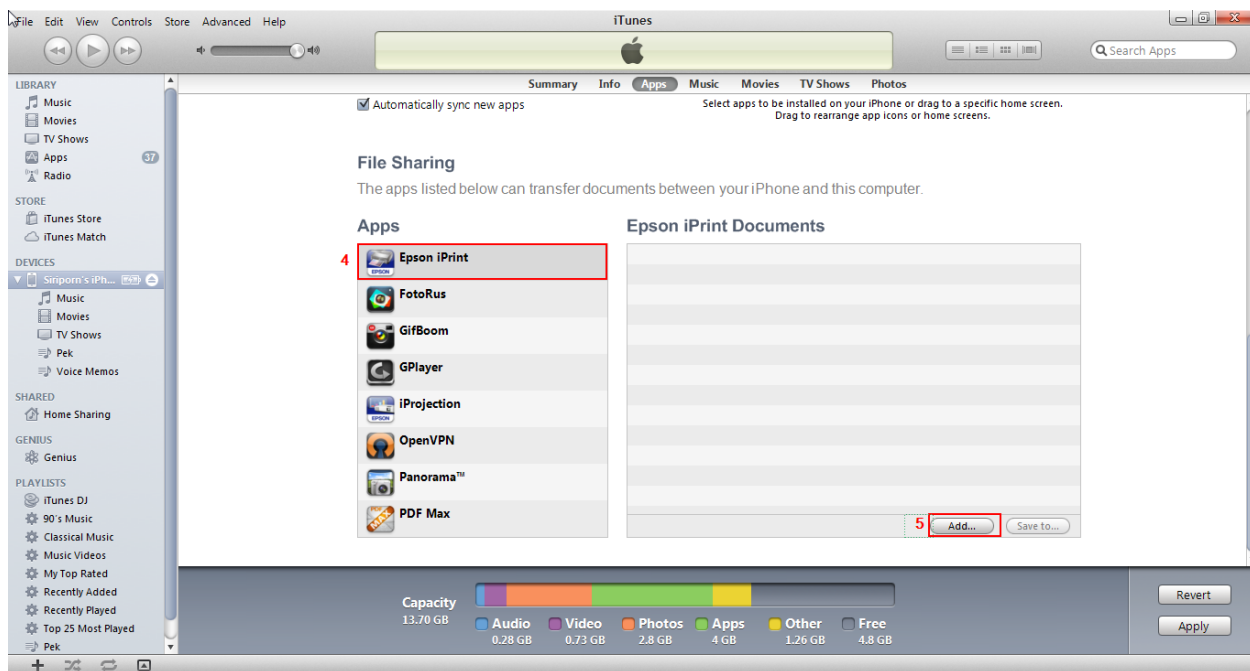 File Edit View Controls Store Advanced Help
iTunes
Search Apps
LIBRARY
Music
Movies
TV Shows
Apps 37
Radio
STORE
iTunes Store
iTunes Match
DEVICES
Siriporn's iPh...
Music
Movies
TV Shows
Pek
Voice Memos
SHARED
Home Sharing
GENIUS
Genius
PLAYLISTS
iTunes DJ
90's Music
Classical Music
Music Videos
My Top Rated
Recently Added
Recently Played
Top 25 Most Played
Pek
Summary Info Apps Music Movies TV Shows Photos
Automatically sync new apps
Select apps to be installed on your iPhone or drag to a specific home screen.
Drag to rearrange app icons or home screens.
File Sharing
The apps listed below can transfer documents between your iPhone and this computer.
Apps
4
Epson iPrint
EPSON
FotoRus
GifBoom
GPlayer
iProjection
EPSON
OpenVPN
Panorama™
PDF Max
Epson iPrint Documents
5 Add... Save to...
Capacity
13.70 GB
Audio Video Photos Apps Other Free
0.28 GB 0.73 GB 2.8 GB 4 GB 1.26 GB 4.8 GB
Revert
Apply